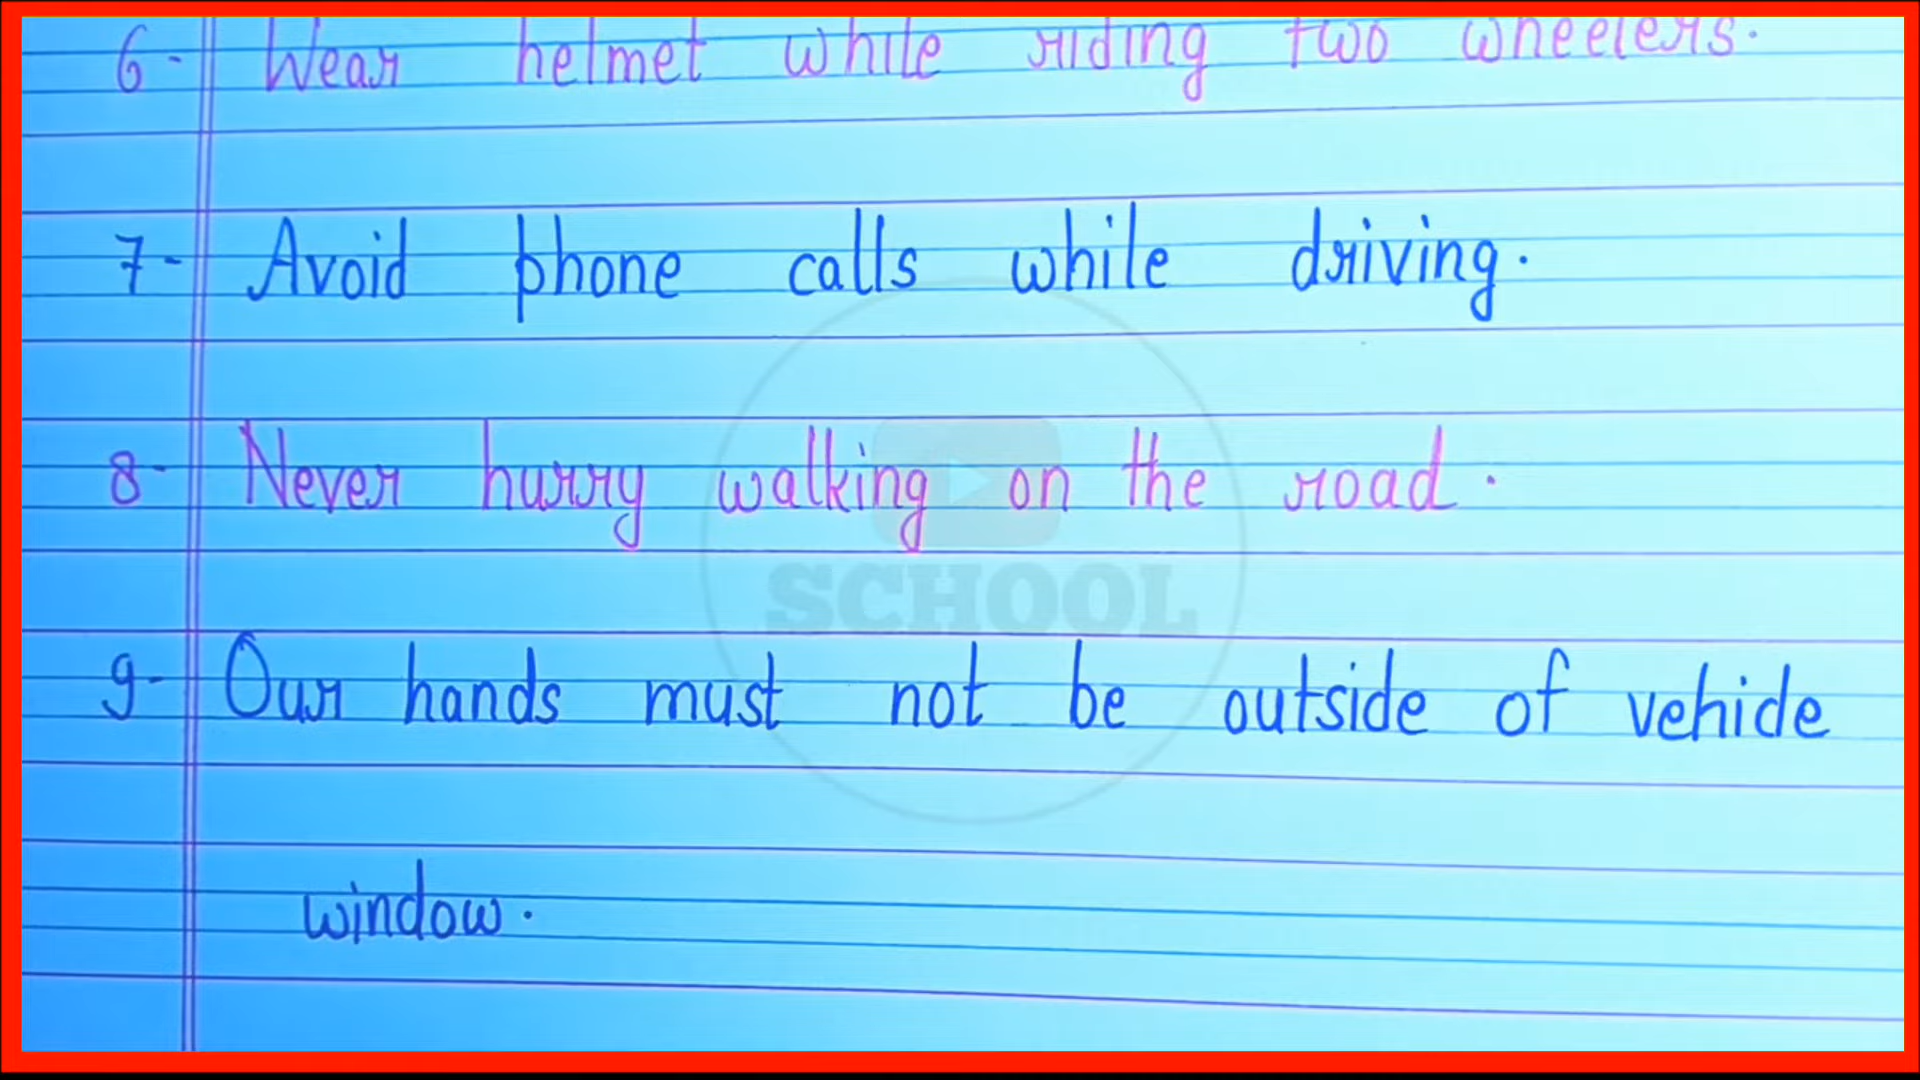 6- Wear helmet while riding two wheelers.
7- Avoid phone calls while driving.
8- Never hurry walking on the road.
SCHOOL
9- Our hands must not be outside of vehicle
window.